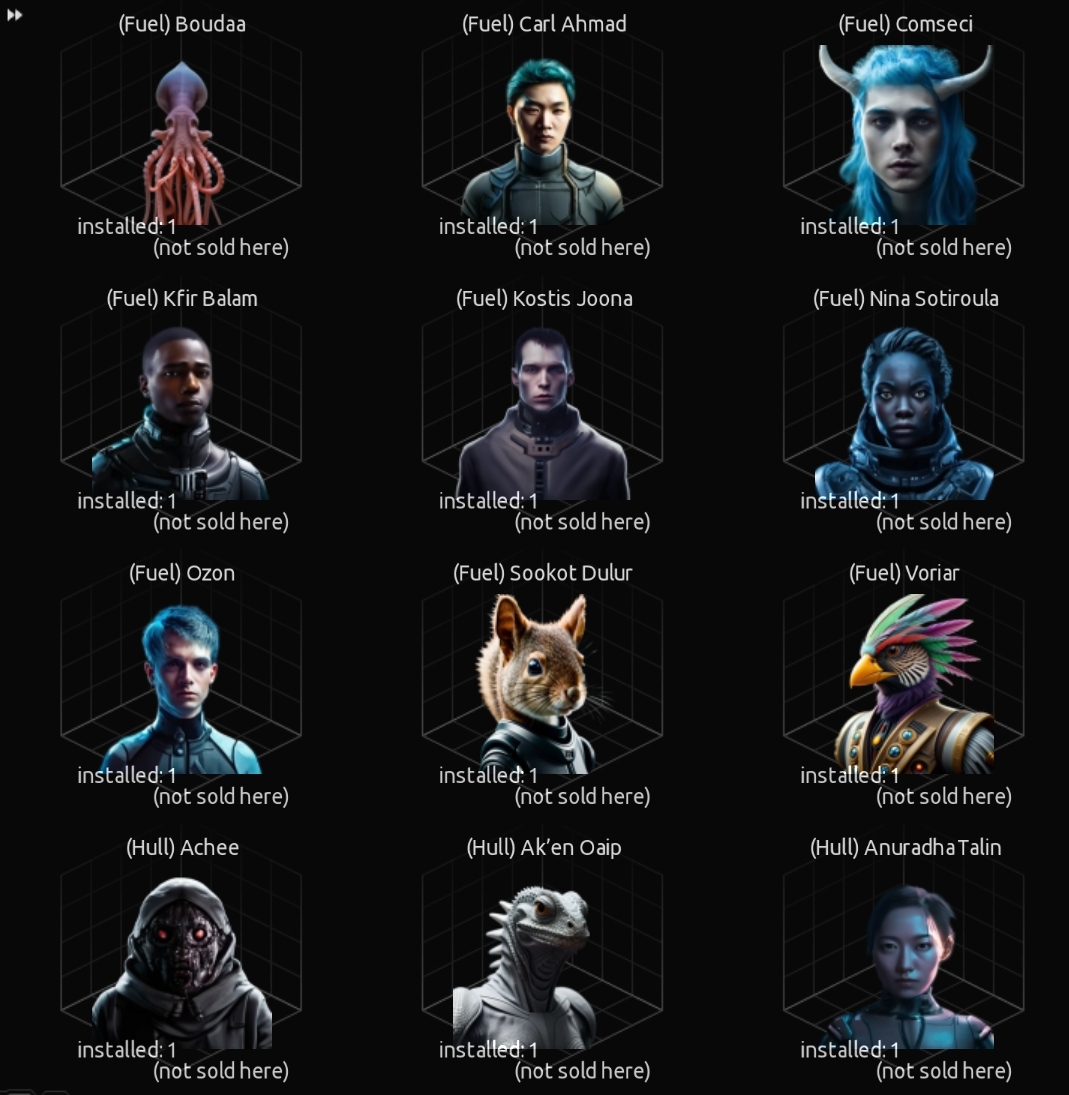 (Fuel) Boudaa
(Fuel) Carl Ahmad
(Fuel) Comseci
installed: 1
(not sold here)
installed: 1
(not sold here)
installed: 1
(not sold here)
(Fuel) Kfir Balam
(Fuel) Kostis Joona
(Fuel) Nina Sotiroula
installed: 1
(not sold here)
installed: 1
(not sold here)
installed: 1
(not sold here)
(Fuel) Ozon
(Fuel) Sookot Dulur
(Fuel) Voriar
installed: 1
(not sold here)
installed: 1
(not sold here)
installed: 1
(not sold here)
(Hull) Achee
(Hull) Ak’en Oaip
(Hull) Anuradha Talin
installed: 1
(not sold here)
installed: 1
(not sold here)
installed: 1
(not sold here)